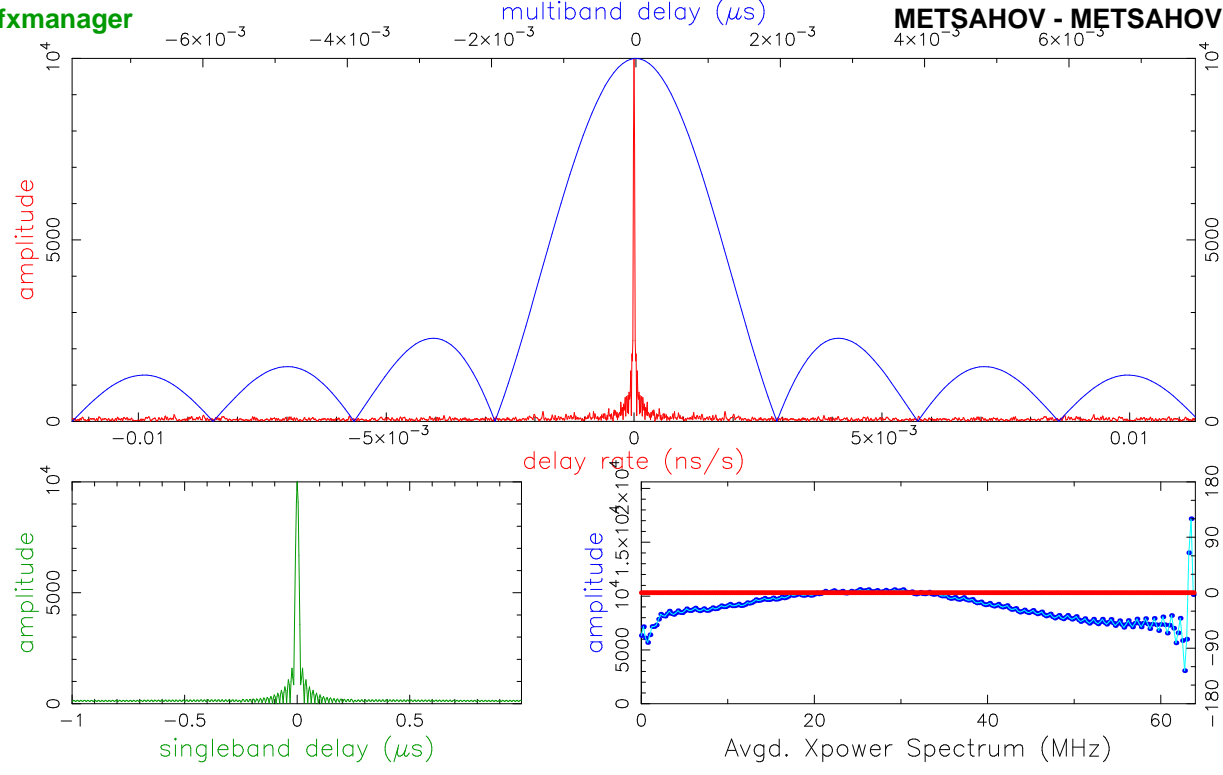 fxmanager
multiband delay (μs)
METSAHOV - METSAHOV
−6×10⁻³ −4×10⁻³ −2×10⁻³ 0 2×10⁻³ 4×10⁻³ 6×10⁻³
amplitude
0 5000 10⁴
0 5000 10⁴
−0.01 −5×10⁻³ 0 5×10⁻³ 0.01
delay rate (ns/s)
amplitude
0 5000 10⁴
−1 −0.5 0 0.5
singleband delay (μs)
amplitude
0 5000 10⁴ 1.5×10⁴ 2×10⁴
−180 −90 0 90 180
0 20 40 60
Avgd. Xpower Spectrum (MHz)